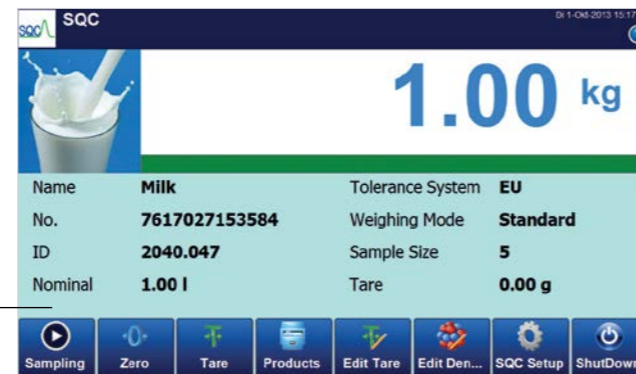 SQC SQC Di 1-Okt-2013 15:17
1.00 kg
Name Milk Tolerance System EU
No. 7617027153584 Weighing Mode Standard
ID 2040.047 Sample Size 5
Nominal 1.00 l Tare 0.00 g
Sampling Zero Tare Products Edit Tare Edit Den... SQC Setup ShutDown